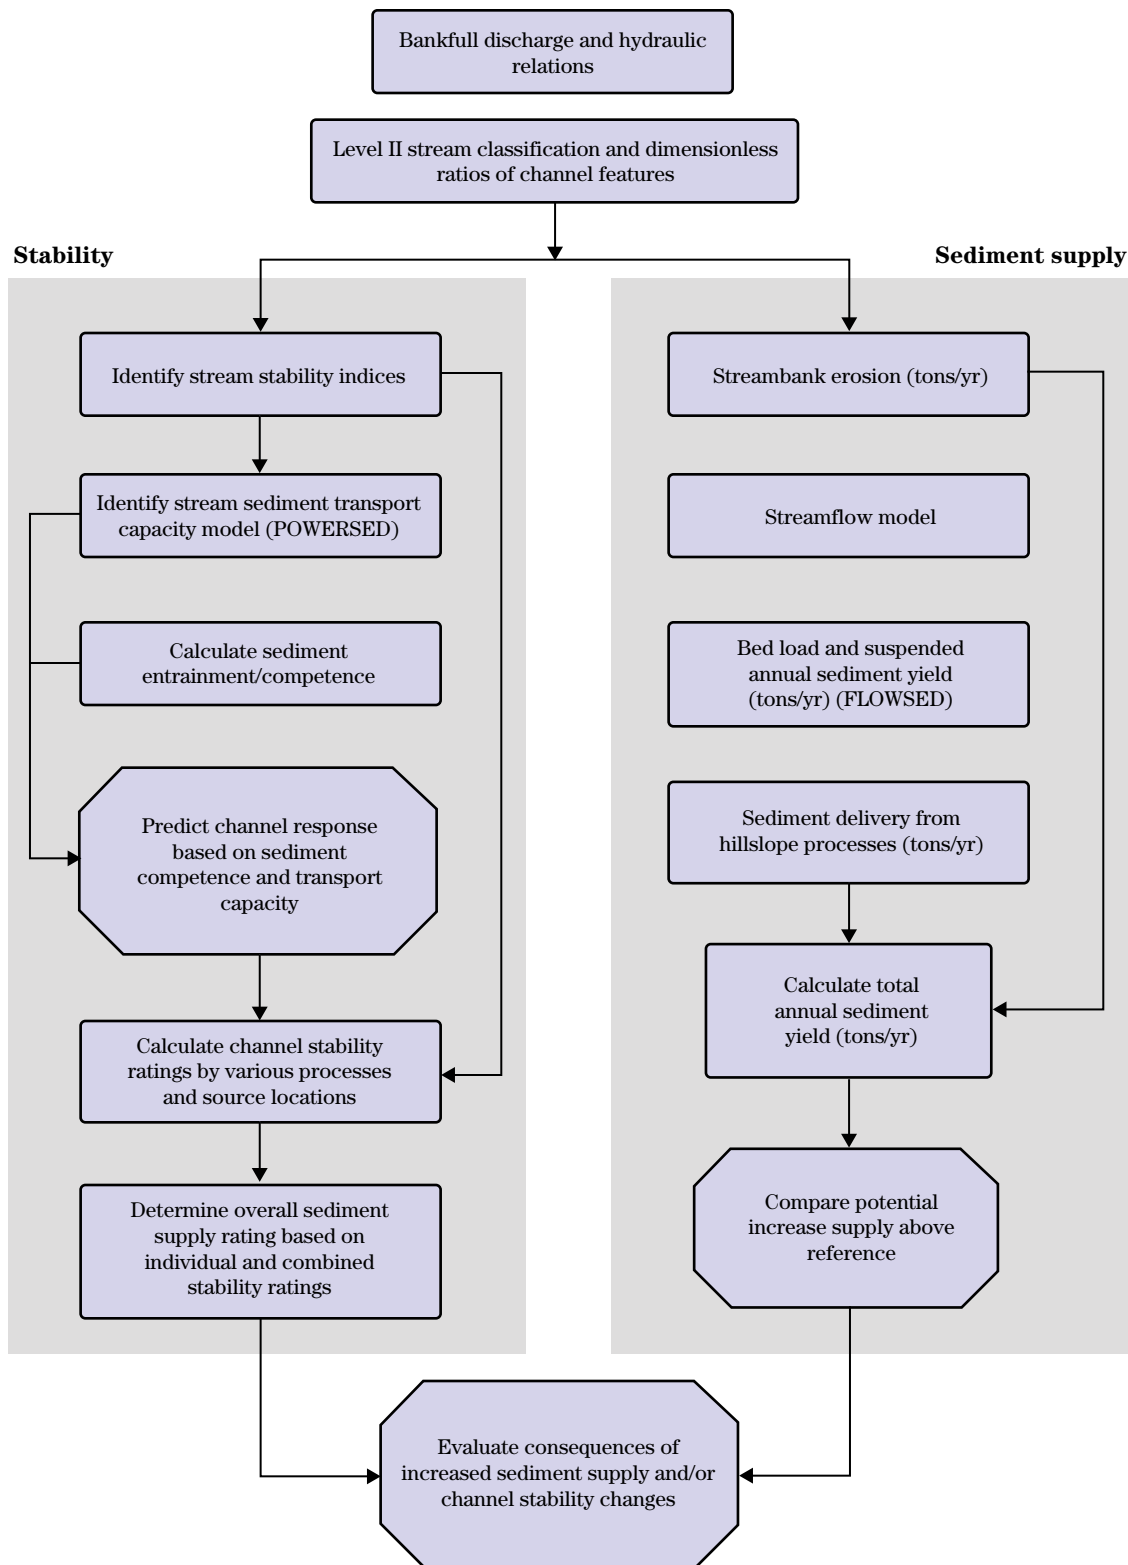 Bankfull discharge and hydraulic
relations
Level II stream classification and dimensionless
ratios of channel features
Stability
Identify stream stability indices
Identify stream sediment transport
capacity model (POWERSED)
Calculate sediment
entrainment/competence
Predict channel response
based on sediment
competence and transport
capacity
Calculate channel stability
ratings by various processes
and source locations
Determine overall sediment
supply rating based on
individual and combined
stability ratings
Sediment supply
Streambank erosion (tons/yr)
Streamflow model
Bed load and suspended
annual sediment yield
(tons/yr) (FLOWSED)
Sediment delivery from
hillslope processes (tons/yr)
Calculate total
annual sediment
yield (tons/yr)
Compare potential
increase supply above
reference
Evaluate consequences of
increased sediment supply and/or
channel stability changes